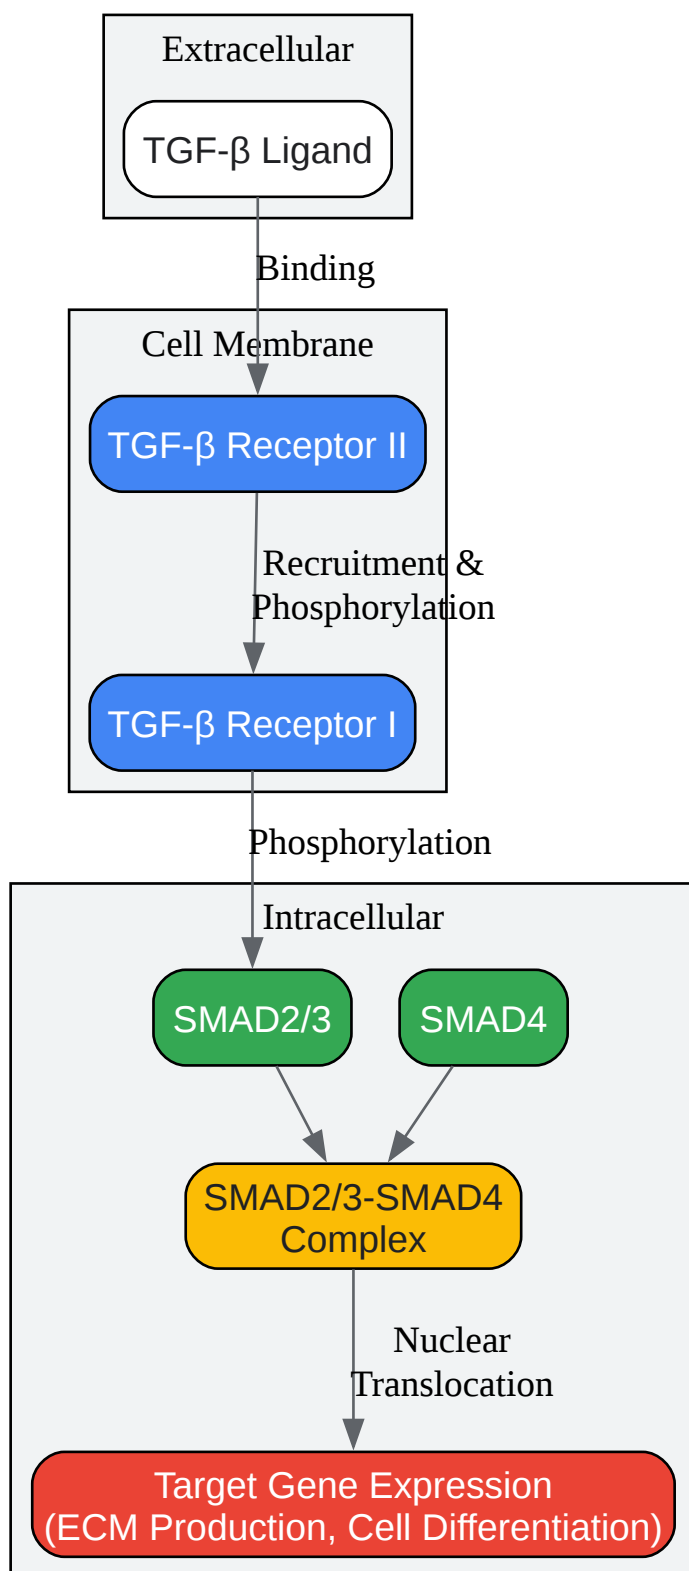 Extracellular
TGF-β Ligand
Binding
Cell Membrane
TGF-β Receptor II
Recruitment &
Phosphorylation
TGF-β Receptor I
Phosphorylation
Intracellular
SMAD2/3
SMAD4
SMAD2/3-SMAD4
Complex
Nuclear
Translocation
Target Gene Expression
(ECM Production, Cell Differentiation)